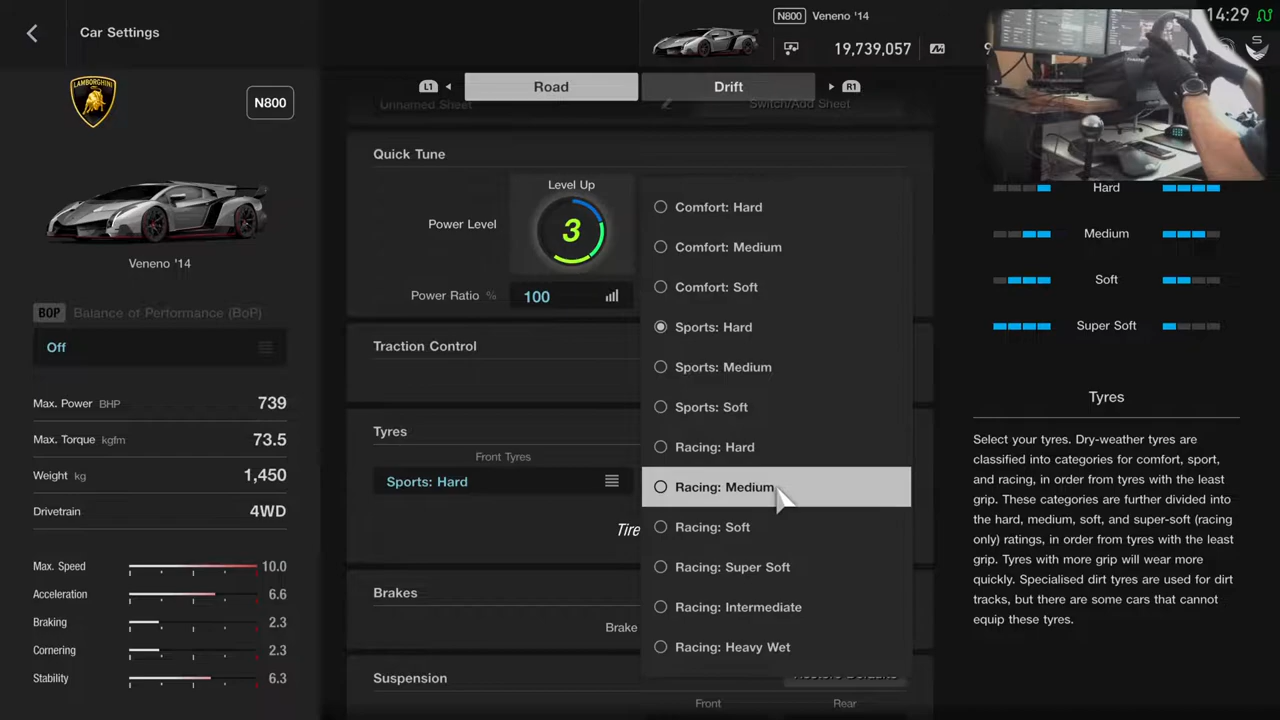 Car Settings
N800 Veneno '14
19,739,057
14:29
LAMBORGHINI
N800
L1 Road Drift R1
Unnamed Sheet Switch/Add Sheet
Quick Tune
Level Up
Power Level 3
Power Ratio % 100
Veneno '14
BOP Balance of Performance (BoP)
Off
Max. Power BHP 739
Max. Torque kgfm 73.5
Weight kg 1,450
Drivetrain 4WD
Max. Speed 10.0
Acceleration 6.6
Braking 2.3
Cornering 2.3
Stability 6.3
Traction Control
Tyres
Front Tyres
Sports: Hard
Tire
Brakes
Brake
Suspension
Front Rear
Comfort: Hard
Comfort: Medium
Comfort: Soft
Sports: Hard
Sports: Medium
Sports: Soft
Racing: Hard
Racing: Medium
Racing: Soft
Racing: Super Soft
Racing: Intermediate
Racing: Heavy Wet
Hard
Medium
Soft
Super Soft
Tyres
Select your tyres. Dry-weather tyres are
classified into categories for comfort, sport,
and racing, in order from tyres with the least
grip. These categories are further divided into
the hard, medium, soft, and super-soft (racing
only) ratings, in order from tyres with the least
grip. Tyres with more grip will wear more
quickly. Specialised dirt tyres are used for dirt
tracks, but there are some cars that cannot
equip these tyres.